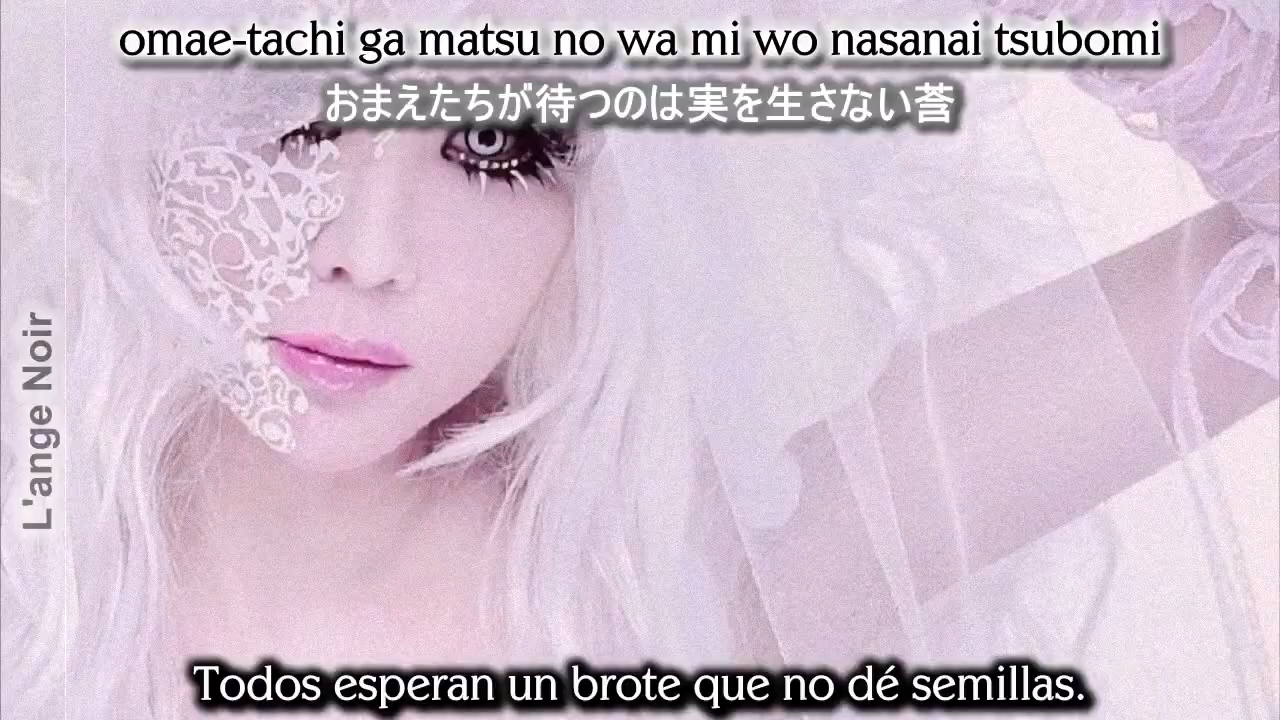 omae-tachi ga matsu no wa mi wo nasanai tsubomi
おまえたちが待つのは実を生さない莟
L'ange Noir
Todos esperan un brote que no dé semillas.